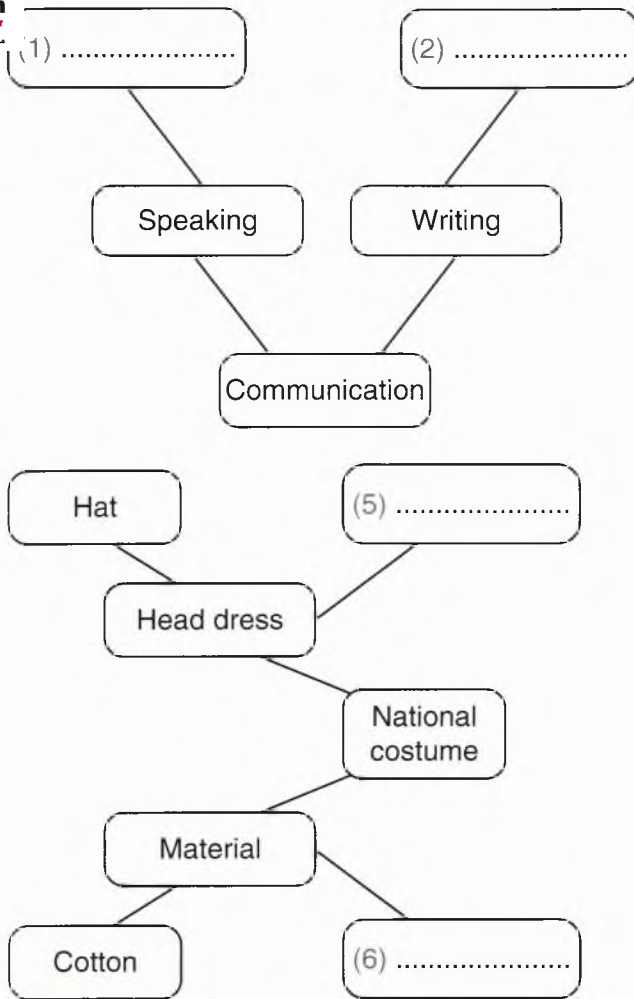 (1) ......................
(2) ......................
Speaking
Writing
Communication
Hat
(5) ......................
Head dress
National
costume
Material
Cotton
(6) ......................